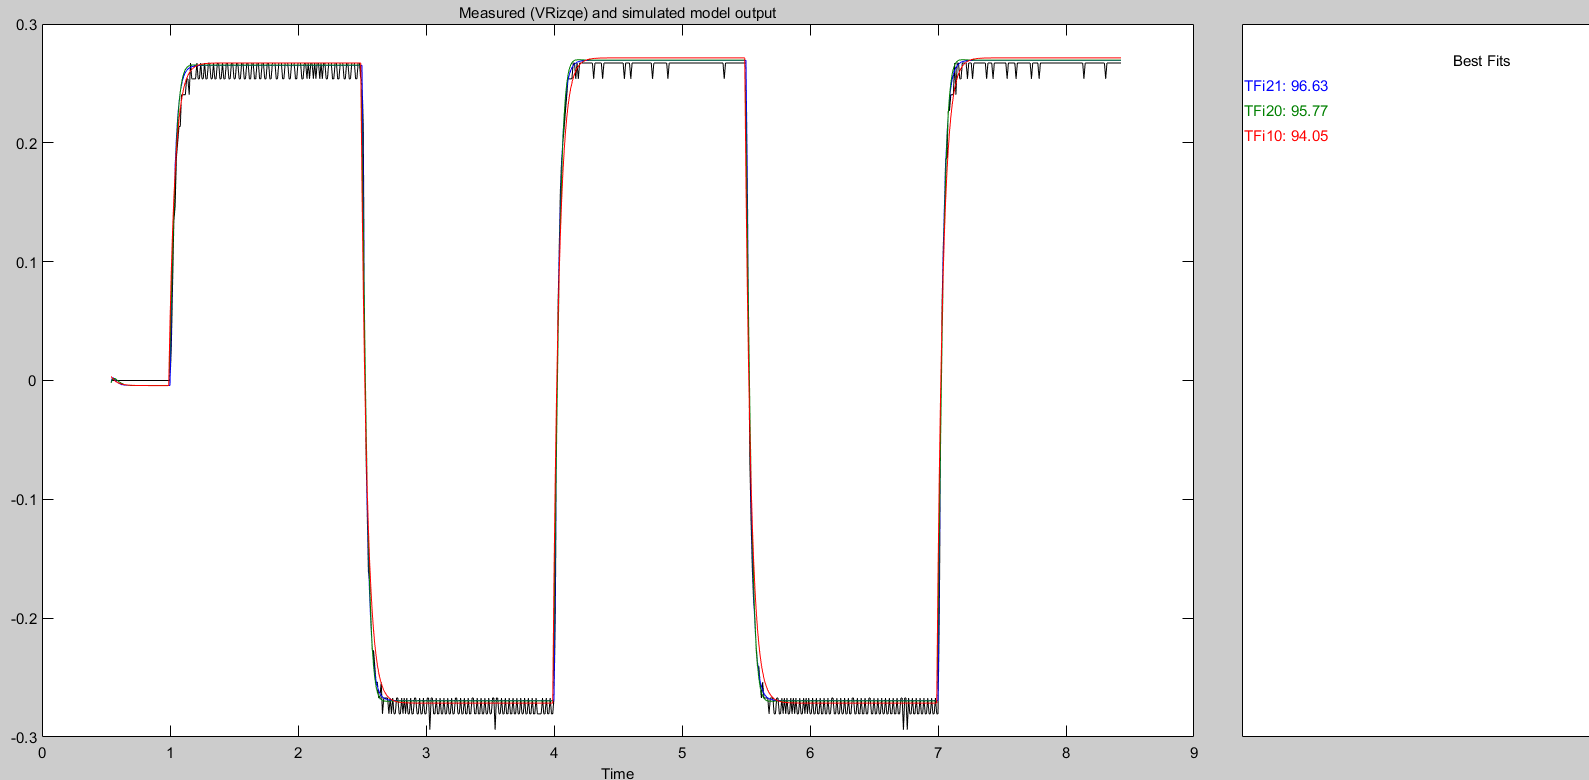 Measured (VRizqe) and simulated model output
0.3
0.2
0.1
0
-0.1
-0.2
-0.3
0 1 2 3 4 5 6 7 8 9
Time
Best Fits
TFi21: 96.63
TFi20: 95.77
TFi10: 94.05